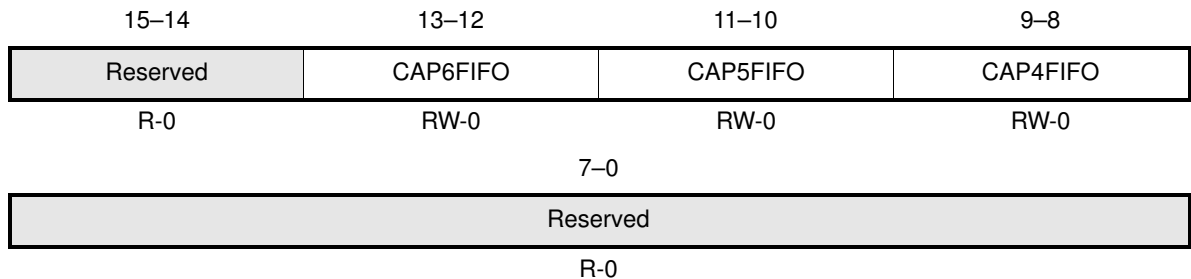 15–14 13–12 11–10 9–8
Reserved CAP6FIFO CAP5FIFO CAP4FIFO
R-0 RW-0 RW-0 RW-0
7–0
Reserved
R-0